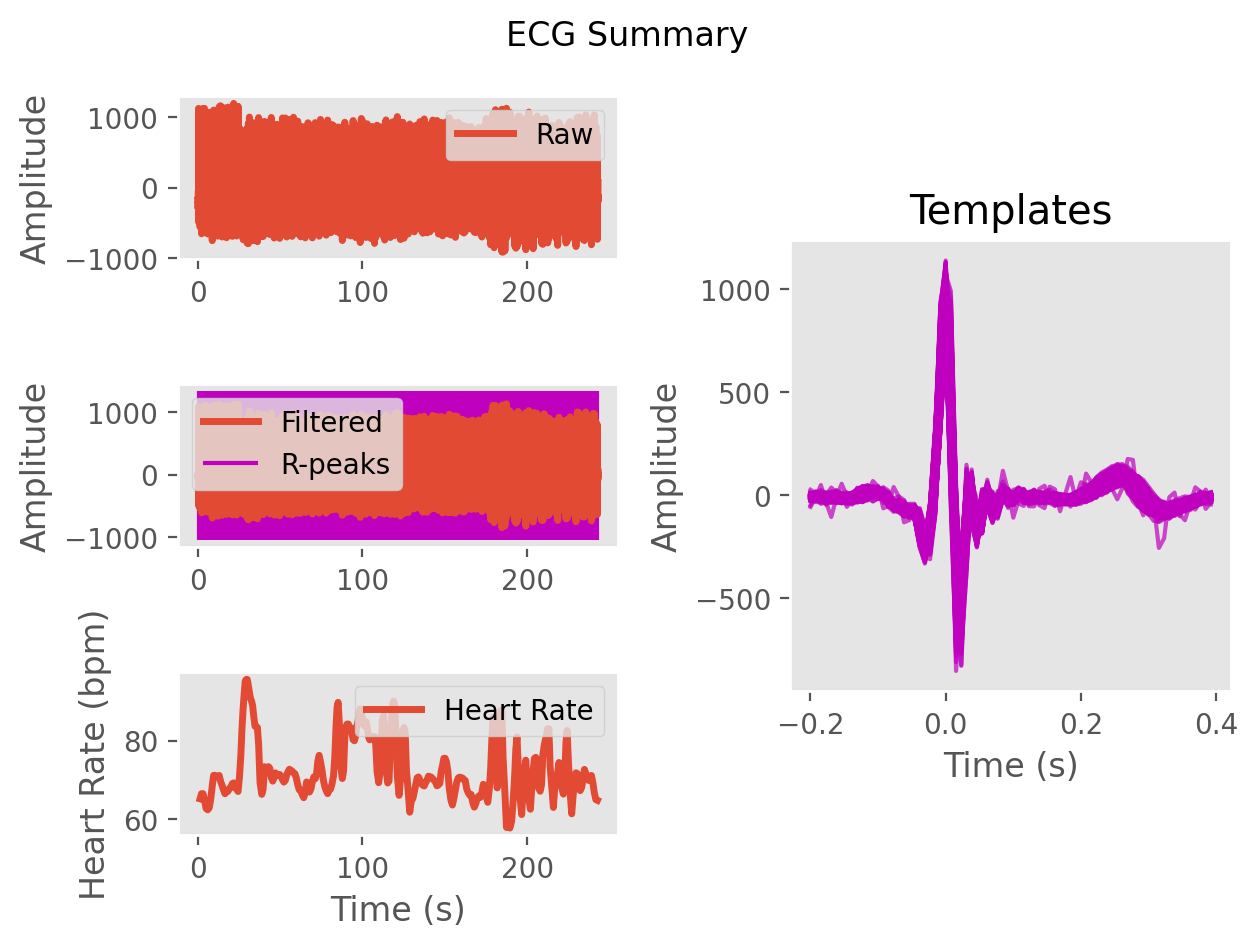 ECG Summary
Amplitude
1000
0
−1000
Raw
0
100
200
Amplitude
1000
0
−1000
Filtered
R-peaks
0
100
200
Heart Rate (bpm)
80
60
Heart Rate
0
100
200
Time (s)
Templates
Amplitude
1000
500
0
−500
−0.2
0.0
0.2
0.4
Time (s)